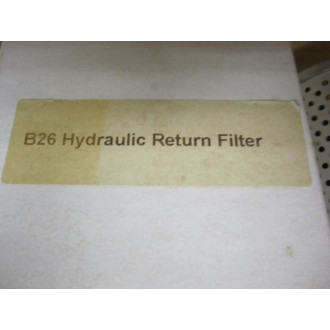 B26 Hydraulic Return Filter